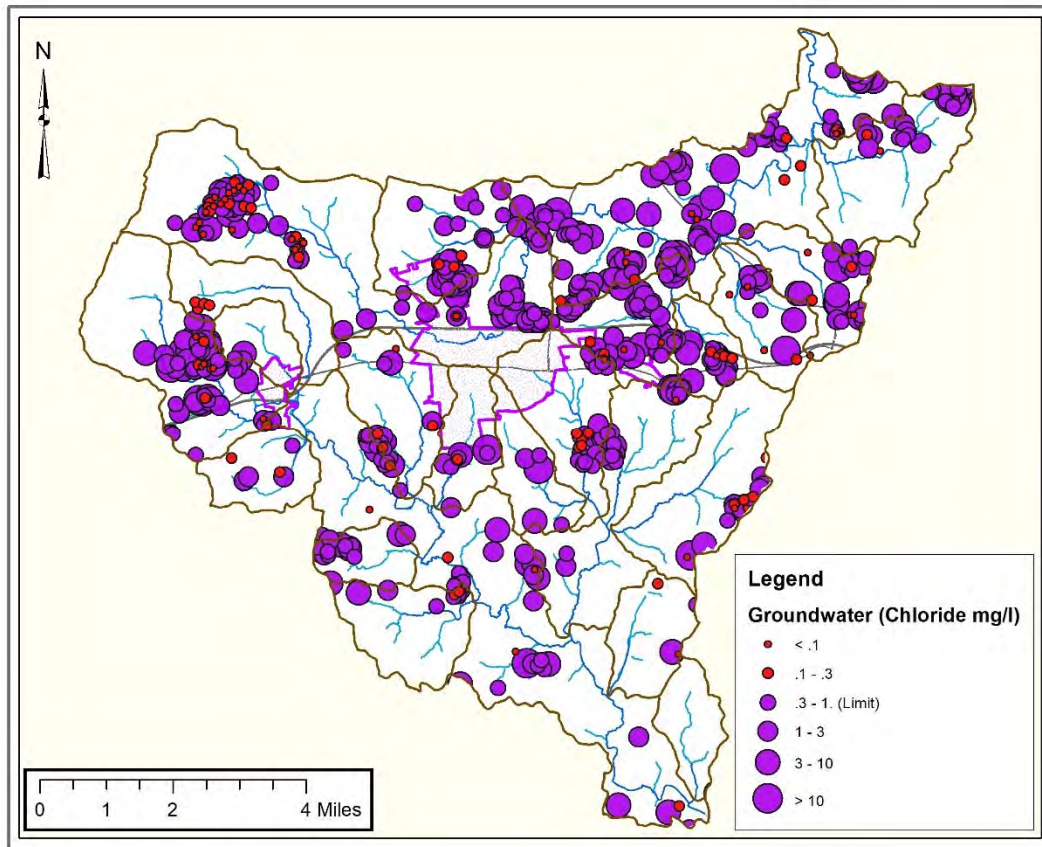 N
Legend
Groundwater (Chloride mg/l)
< .1
.1 - .3
.3 - 1. (Limit)
1 - 3
3 - 10
> 10
0 2 4 Miles